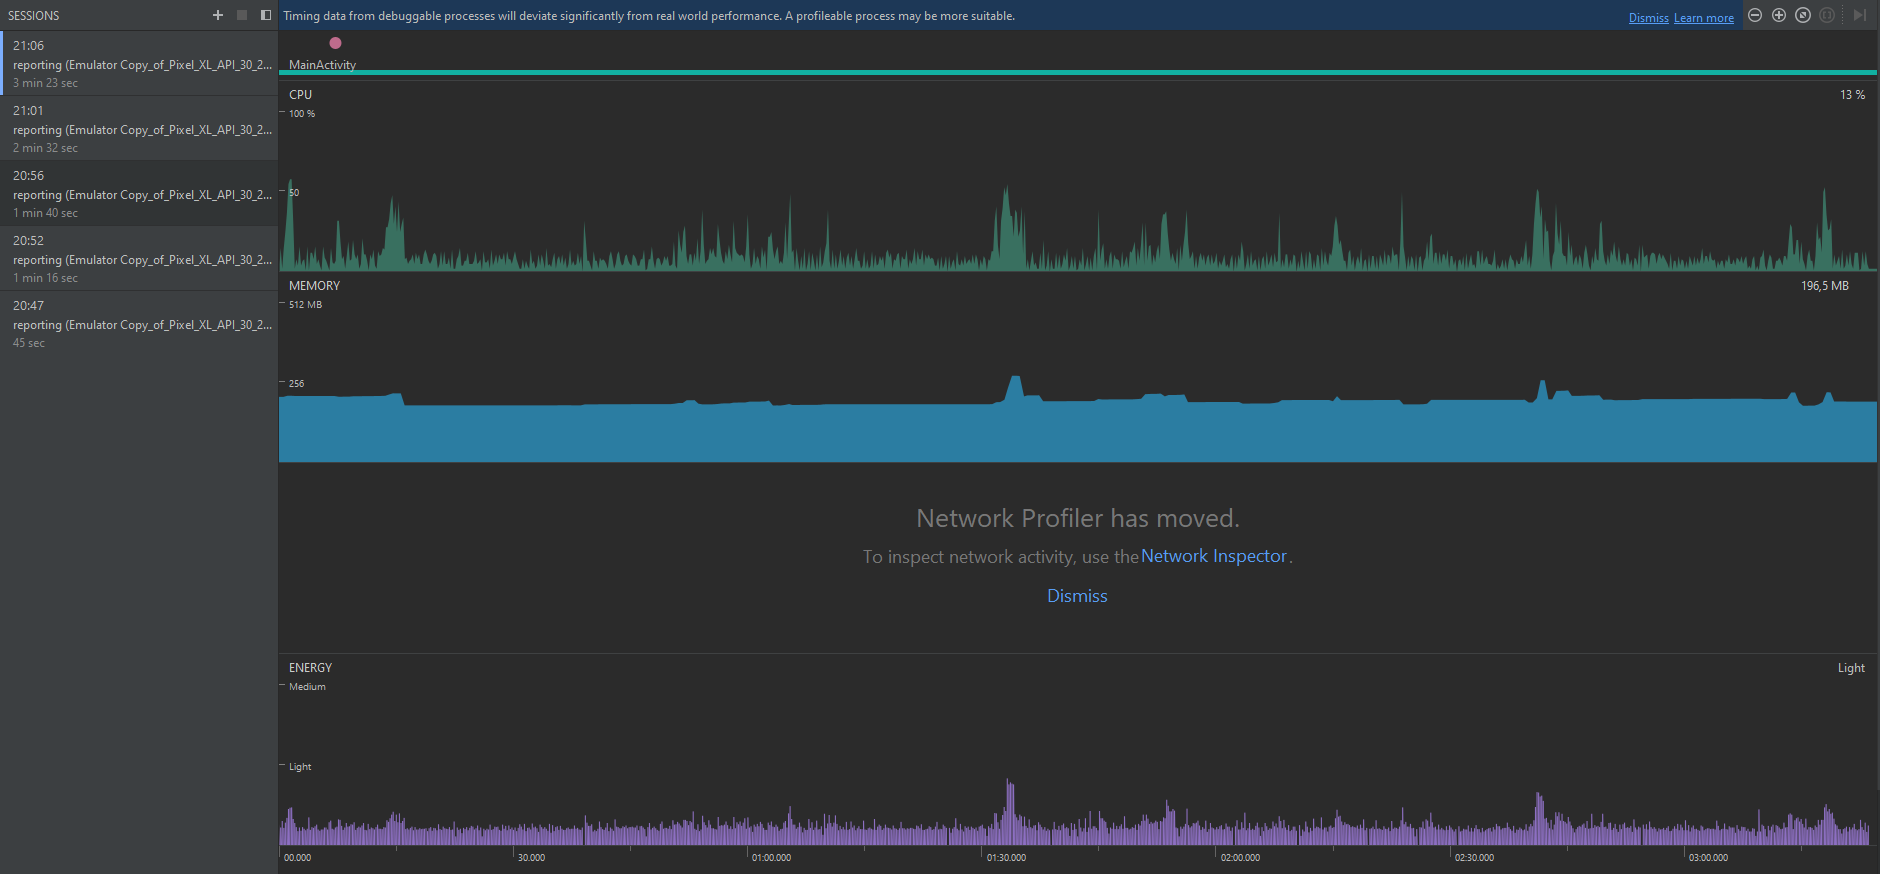 SESSIONS
Timing data from debuggable processes will deviate significantly from real world performance. A profileable process may be more suitable.
Dismiss Learn more
21:06
reporting (Emulator Copy_of_Pixel_XL_API_30_2...
3 min 23 sec
21:01
reporting (Emulator Copy_of_Pixel_XL_API_30_2...
2 min 32 sec
20:56
reporting (Emulator Copy_of_Pixel_XL_API_30_2...
1 min 40 sec
20:52
reporting (Emulator Copy_of_Pixel_XL_API_30_2...
1 min 16 sec
20:47
reporting (Emulator Copy_of_Pixel_XL_API_30_2...
45 sec
MainActivity
CPU
13 %
100 %
50
MEMORY
196,5 MB
512 MB
256
Network Profiler has moved.
To inspect network activity, use the Network Inspector.
Dismiss
ENERGY
Light
Medium
Light
00.000
30.000
01:00.000
01:30.000
02:00.000
02:30.000
03:00.000